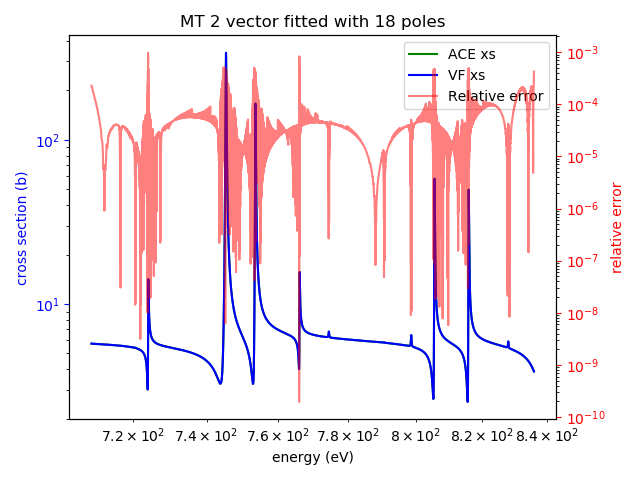 MT 2 vector fitted with 18 poles
ACE xs
VF xs
Relative error
cross section (b)
10²
10¹
relative error
10⁻³
10⁻⁴
10⁻⁵
10⁻⁶
10⁻⁷
10⁻⁸
10⁻⁹
10⁻¹⁰
7.2 × 10² 7.4 × 10² 7.6 × 10² 7.8 × 10² 8 × 10² 8.2 × 10² 8.4 × 10²
energy (eV)